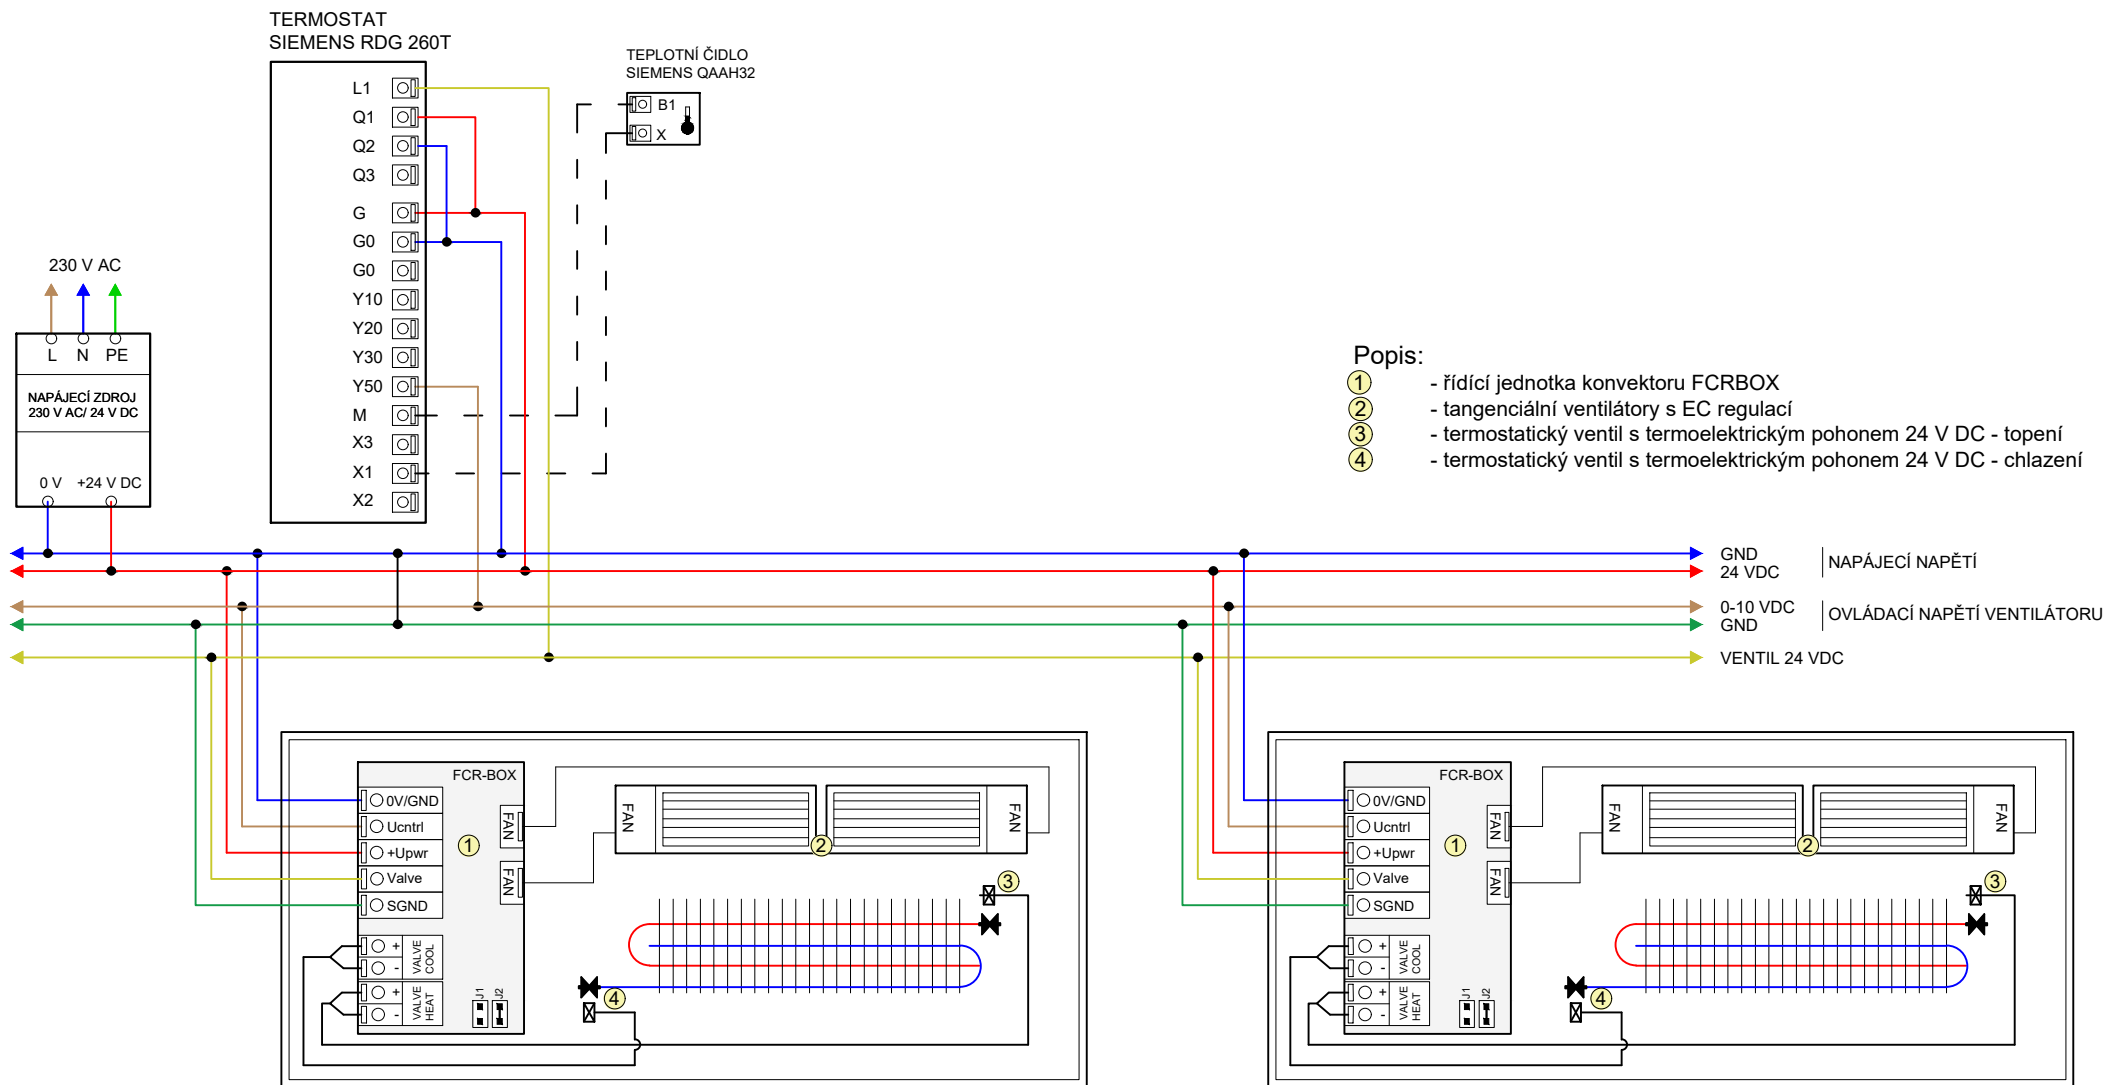 TERMOSTAT
SIEMENS RDG 260T
L1
Q1
Q2
Q3
G
G0
G0
Y10
Y20
Y30
Y50
M
X3
X1
X2
TEPLOTNÍ ČIDLO
SIEMENS QAAH32
B1
X
230 V AC
L N PE
NAPÁJECÍ ZDROJ
230 V AC/ 24 V DC
0 V +24 V DC
Popis:
1 - řídící jednotka konvektoru FCRBOX
2 - tangenciální ventilátory s EC regulací
3 - termostatický ventil s termoelektrickým pohonem 24 V DC - topení
4 - termostatický ventil s termoelektrickým pohonem 24 V DC - chlazení
GND
24 VDC
NAPÁJECÍ NAPĚTÍ
0-10 VDC
GND
OVLÁDACÍ NAPĚTÍ VENTILÁTORU
VENTIL 24 VDC
FCR-BOX
0V/GND
Ucntrl
+Upwr
Valve
SGND
+
-
VALVE
COOL
+
-
VALVE
HEAT
J1
J2
FAN
FAN
1
FAN
FAN
2
3
4
FCR-BOX
0V/GND
Ucntrl
+Upwr
Valve
SGND
+
-
VALVE
COOL
+
-
VALVE
HEAT
J1
J2
FAN
FAN
1
FAN
FAN
2
3
4